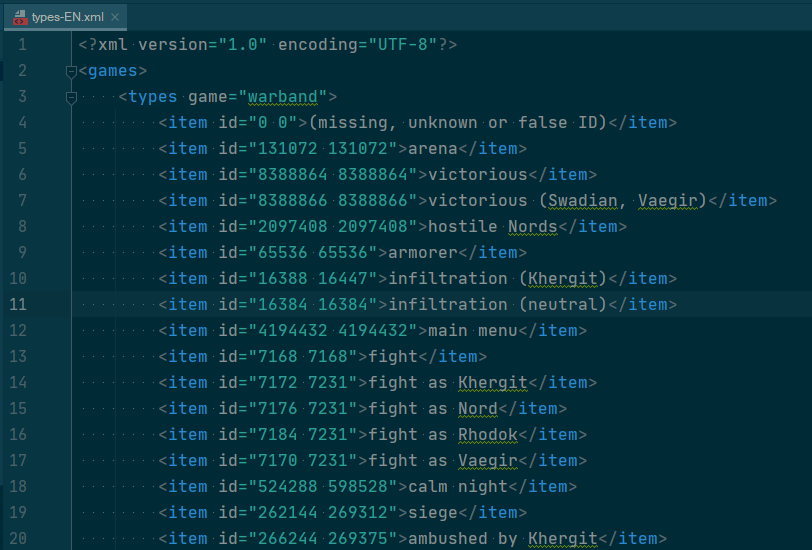 types-EN.xml
1 <?xml version="1.0" encoding="UTF-8"?>
2 <games>
3 <types game="warband">
4 <item id="0 0">(missing, unknown or false ID)</item>
5 <item id="131072 131072">arena</item>
6 <item id="8388864 8388864">victorious</item>
7 <item id="8388866 8388866">victorious (Swadian, Vaegir)</item>
8 <item id="2097408 2097408">hostile Nords</item>
9 <item id="65536 65536">armorer</item>
10 <item id="16388 16447">infiltration (Khergit)</item>
11 <item id="16384 16384">infiltration (neutral)</item>
12 <item id="4194432 4194432">main menu</item>
13 <item id="7168 7168">fight</item>
14 <item id="7172 7231">fight as Khergit</item>
15 <item id="7176 7231">fight as Nord</item>
16 <item id="7184 7231">fight as Rhodok</item>
17 <item id="7170 7231">fight as Vaegir</item>
18 <item id="524288 598528">calm night</item>
19 <item id="262144 269312">siege</item>
20 <item id="266244 269375">ambushed by Khergit</item>